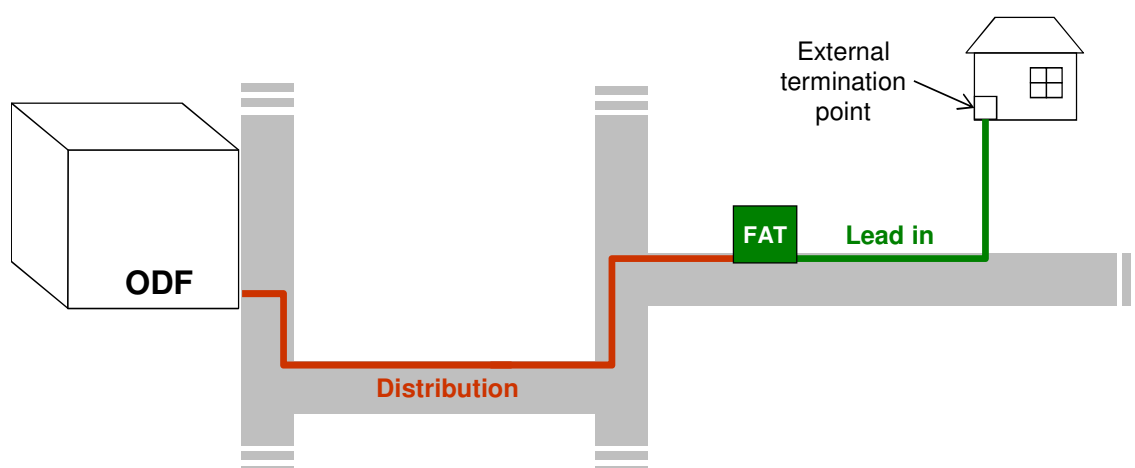 External
termination
point
FAT
Lead in
ODF
Distribution